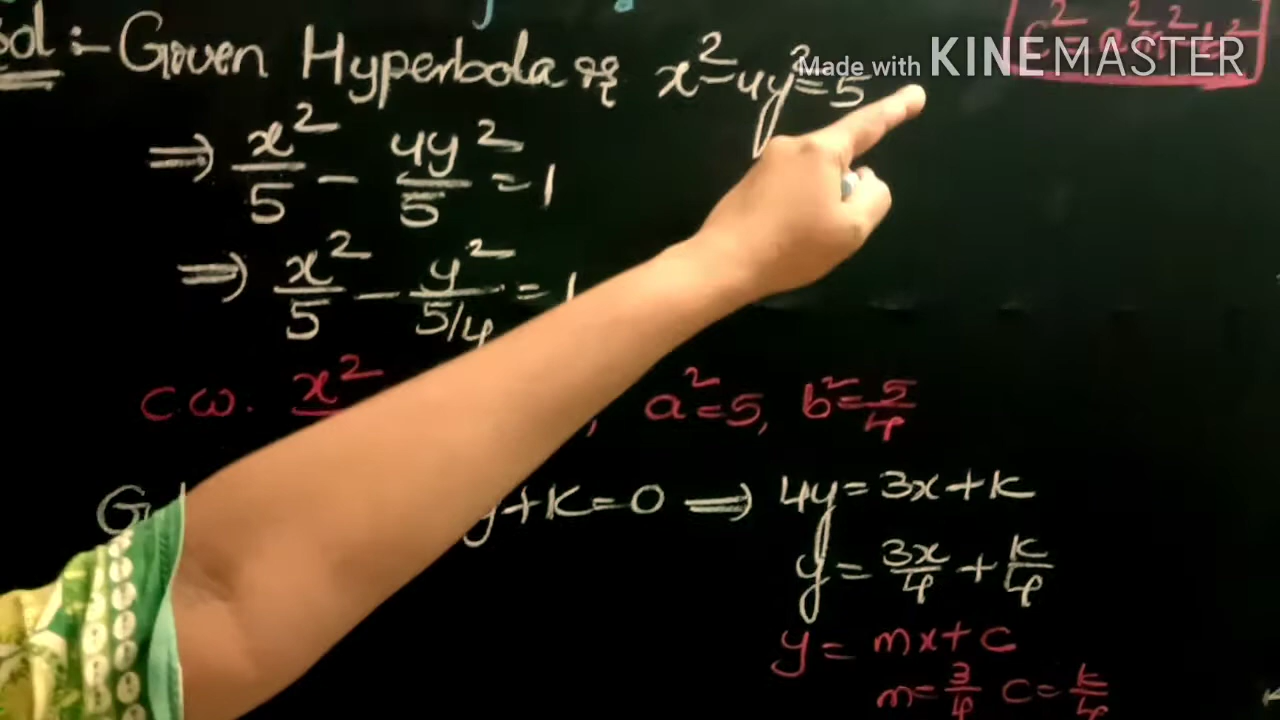 Sol :- Given Hyperbola is x² - 4y² = 5
Made with KINEMASTER
⇒ x²/5 - 4y²/5 = 1
⇒ x²/5 - y²/5/4 = 1
C.W. x² , a² = 5, b² = 5/4
y + k = 0 ⇒ 4y = 3x + k
y = 3x/4 + k/4
y = mx + c
m = 3/4 c = k/4